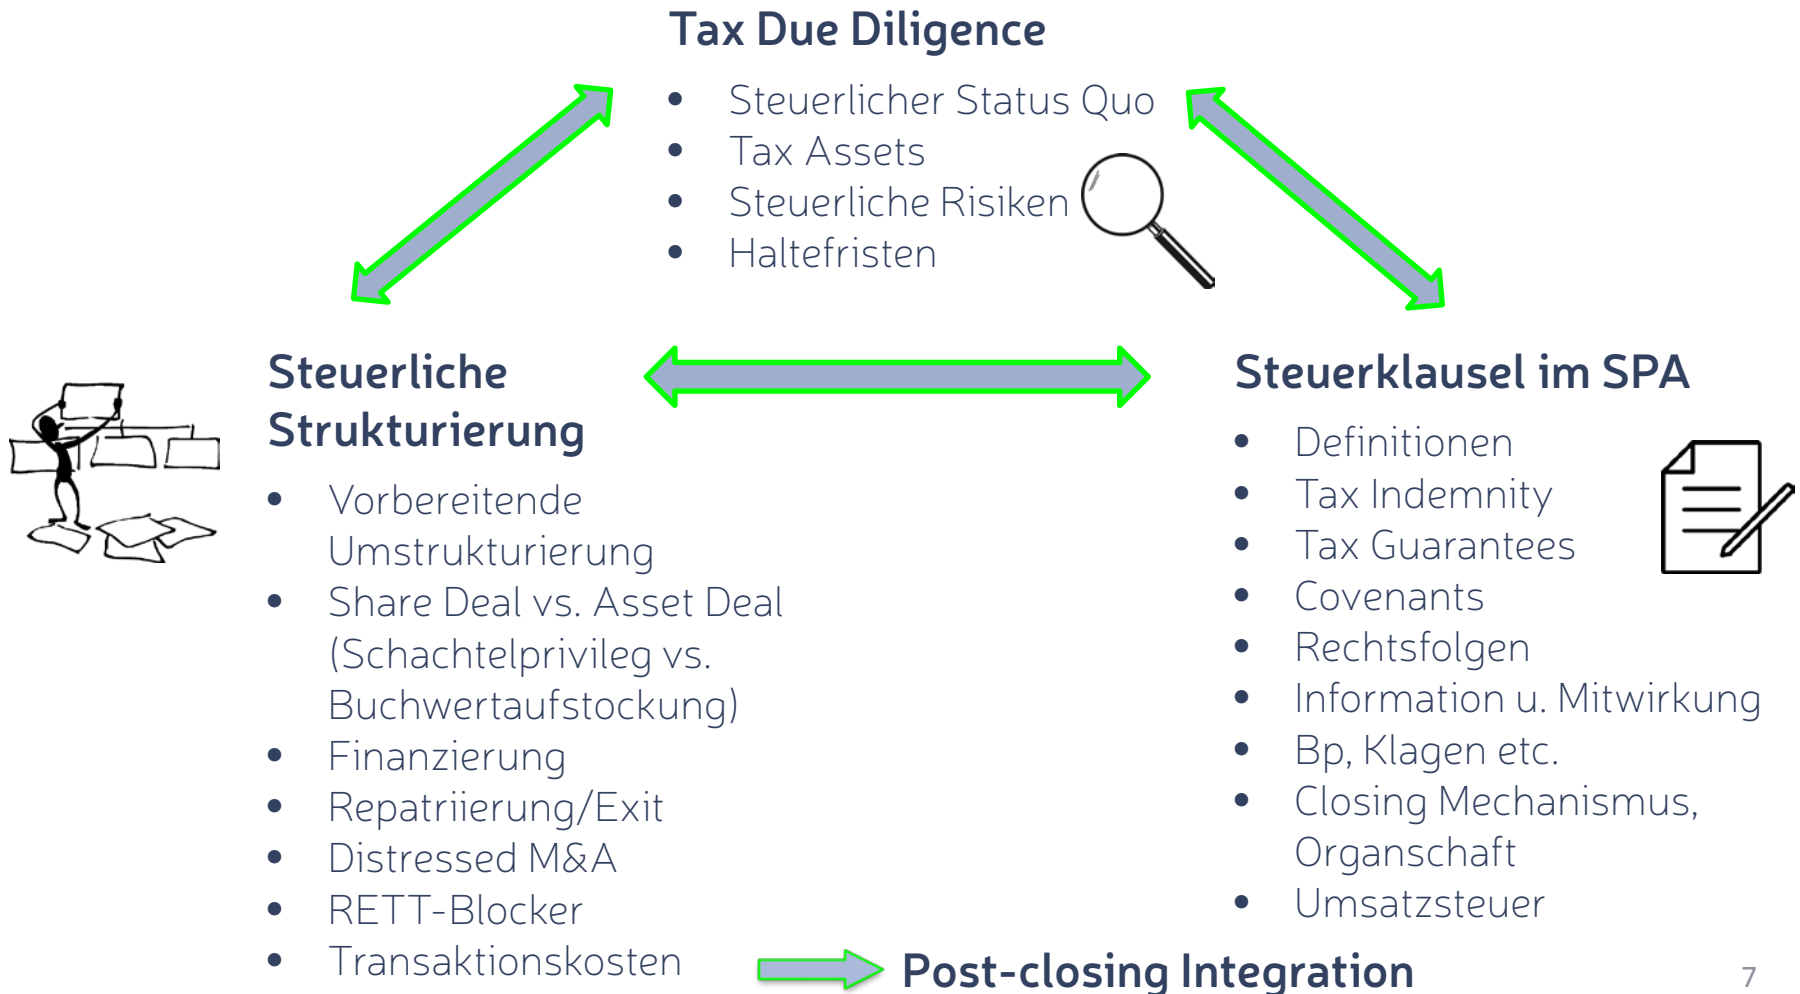 Tax Due Diligence
• Steuerlicher Status Quo
• Tax Assets
• Steuerliche Risiken
• Haltefristen
Steuerliche
Strukturierung
• Vorbereitende
Umstrukturierung
• Share Deal vs. Asset Deal
(Schachtelprivileg vs.
Buchwertaufstockung)
• Finanzierung
• Repatriierung/Exit
• Distressed M&A
• RETT-Blocker
• Transaktionskosten
Steuerklausel im SPA
• Definitionen
• Tax Indemnity
• Tax Guarantees
• Covenants
• Rechtsfolgen
• Information u. Mitwirkung
• Bp, Klagen etc.
• Closing Mechanismus,
Organschaft
• Umsatzsteuer
Post-closing Integration
7